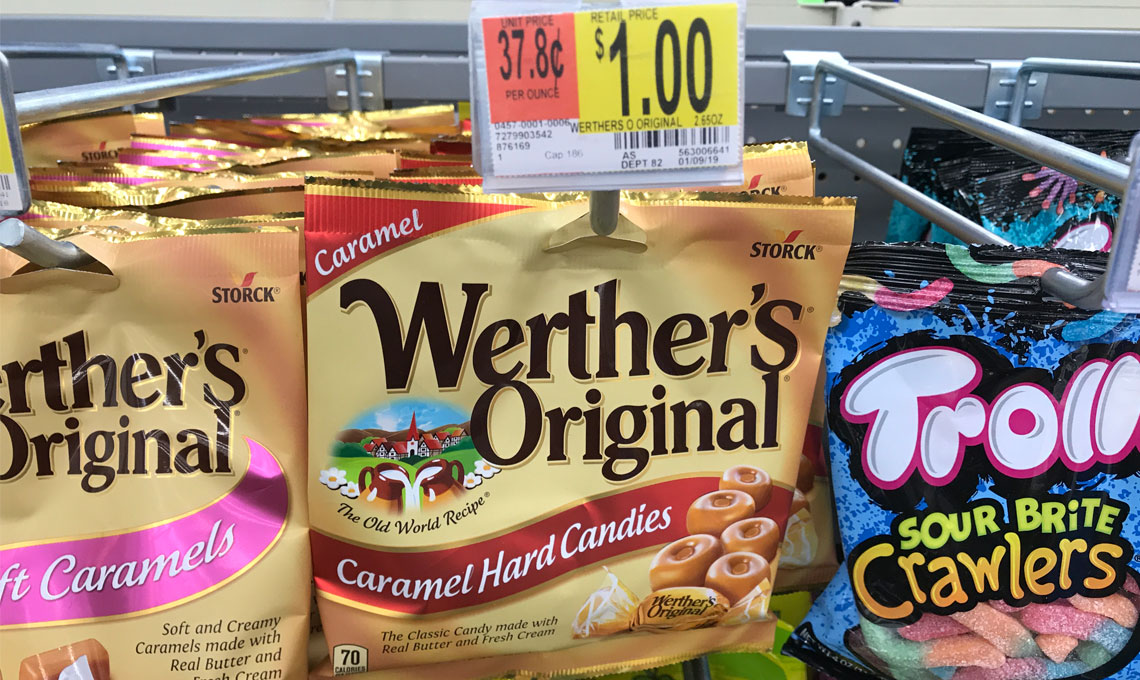 UNIT PRICE
37.8¢
PER OUNCE
RETAIL PRICE
$1.00
0457-0001-0006
WERTHERS O ORIGINAL 2.65OZ
7279903542
876169
1
Cap 186
AS
DEPT 82
563006641
01/09/19
STORCK
STORCK®
erther's
Original
ft Caramels
Soft and Creamy
Caramels made with
Real Butter and
Fresh Cream
Caramel
STORCK®
Werther's
Original®
The Old World Recipe®
Caramel Hard Candies
Werther's
Original
The Classic Candy made with
Real Butter and Fresh Cream
70
CALORIES
Troll
SOUR BRiTE
Crawlers